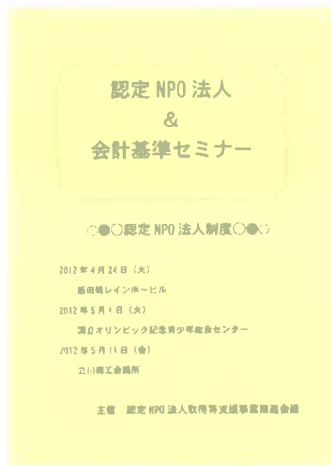 認定 NPO 法人
&
会計基準セミナー
○●○認定 NPO 法人制度○●○
2012 年 4 月 24 日（火）
飯田橋レインボービル
2012 年 5 月 1 日（火）
国立オリンピック記念青少年総合センター
2012 年 5 月 11 日（金）
立川商工会議所
主催 認定 NPO 法人取得等支援事業